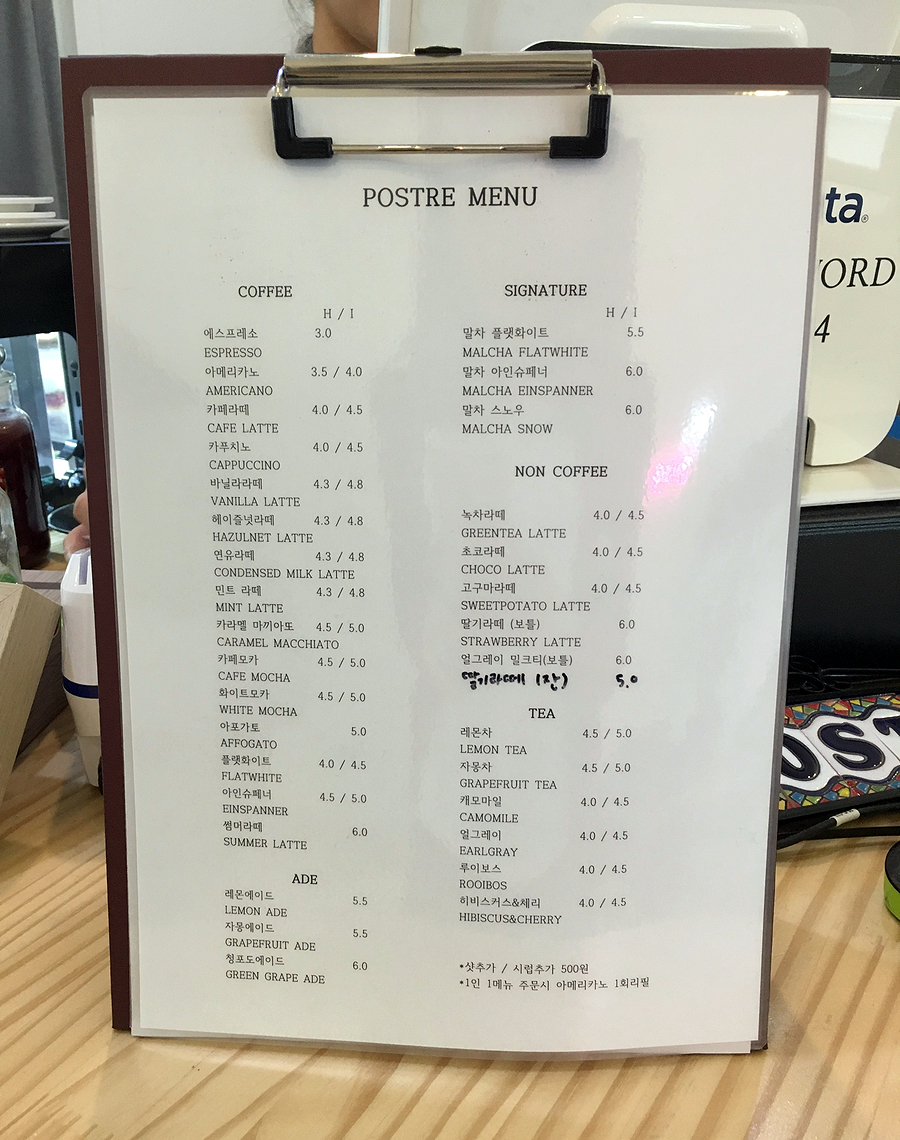 POSTRE MENU
COFFEE
H / I
에스프레소 3.0
ESPRESSO
아메리카노 3.5 / 4.0
AMERICANO
카페라떼 4.0 / 4.5
CAFE LATTE
카푸치노 4.0 / 4.5
CAPPUCCINO
바닐라라떼 4.3 / 4.8
VANILLA LATTE
헤이즐넛라떼 4.3 / 4.8
HAZULNET LATTE
연유라떼 4.3 / 4.8
CONDENSED MILK LATTE
민트 라떼 4.3 / 4.8
MINT LATTE
카라멜 마끼아또 4.5 / 5.0
CARAMEL MACCHIATO
카페모카 4.5 / 5.0
CAFE MOCHA
화이트모카 4.5 / 5.0
WHITE MOCHA
아포가토 5.0
AFFOGATO
플랫화이트 4.0 / 4.5
FLATWHITE
아인슈페너 4.5 / 5.0
EINSPANNER
썸머라떼 6.0
SUMMER LATTE
ADE
레몬에이드 5.5
LEMON ADE
자몽에이드 5.5
GRAPEFRUIT ADE
청포도에이드 6.0
GREEN GRAPE ADE
SIGNATURE
H / I
말차 플랫화이트 5.5
MALCHA FLATWHITE
말차 아인슈페너 6.0
MALCHA EINSPANNER
말차 스노우 6.0
MALCHA SNOW
NON COFFEE
녹차라떼 4.0 / 4.5
GREENTEA LATTE
초코라떼 4.0 / 4.5
CHOCO LATTE
고구마라떼 4.0 / 4.5
SWEETPOTATO LATTE
딸기라떼 (보틀) 6.0
STRAWBERRY LATTE
얼그레이 밀크티(보틀) 6.0
딸기라떼 (잔) 5.0
TEA
레몬차 4.5 / 5.0
LEMON TEA
자몽차 4.5 / 5.0
GRAPEFRUIT TEA
캐모마일 4.0 / 4.5
CAMOMILE
얼그레이 4.0 / 4.5
EARLGRAY
루이보스 4.0 / 4.5
ROOIBOS
히비스커스&체리 4.0 / 4.5
HIBISCUS&CHERRY
*샷추가 / 시럽추가 500원
*1인 1메뉴 주문시 아메리카노 1회리필
4